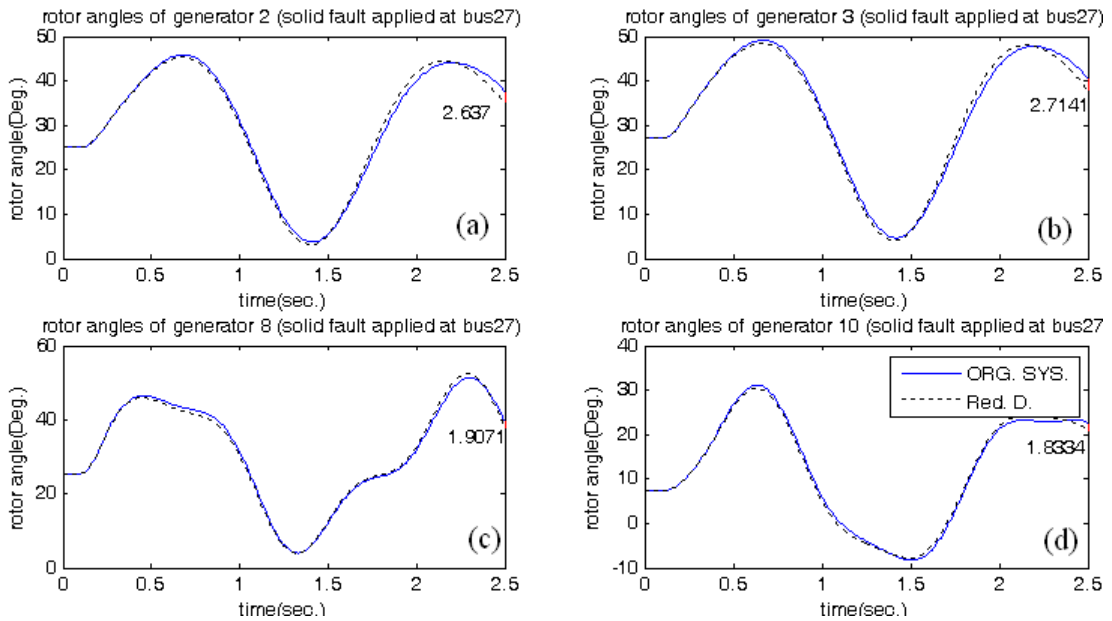 rotor angles of generator 2 (solid fault applied at bus27)
50
40
30
20
10
0
rotor angle(Deg.)
2.637
(a)
0
0.5
1
1.5
2
2.5
time(sec.)
rotor angles of generator 3 (solid fault applied at bus27)
50
40
30
20
10
0
rotor angle(Deg.)
2.7141
(b)
0
0.5
1
1.5
2
2.5
time(sec.)
rotor angles of generator 8 (solid fault applied at bus27)
60
40
20
0
rotor angle(Deg.)
1.9071
(c)
0
0.5
1
1.5
2
2.5
time(sec.)
rotor angles of generator 10 (solid fault applied at bus27
40
30
20
10
0
-10
rotor angle(Deg.)
ORG. SYS.
Red. D.
1.8334
(d)
0
0.5
1
1.5
2
2.5
time(sec.)